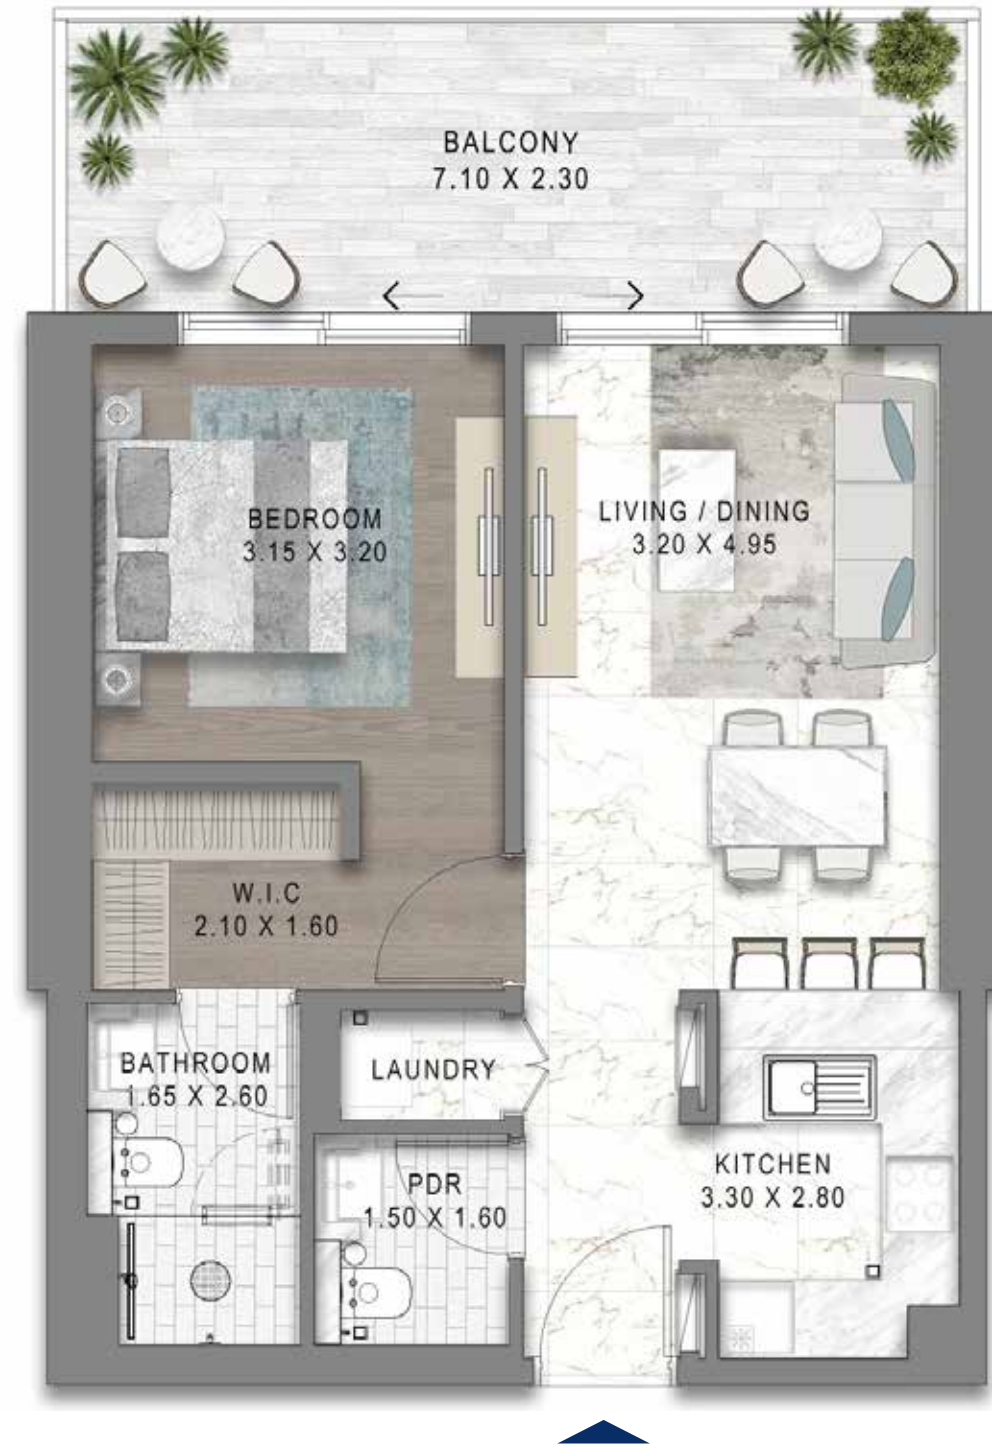 BALCONY
7.10 X 2.30
BEDROOM
3.15 X 3.20
LIVING / DINING
3.20 X 4.95
W.I.C
2.10 X 1.60
BATHROOM
1.65 X 2.60
LAUNDRY
PDR
1.50 X 1.60
KITCHEN
3.30 X 2.80